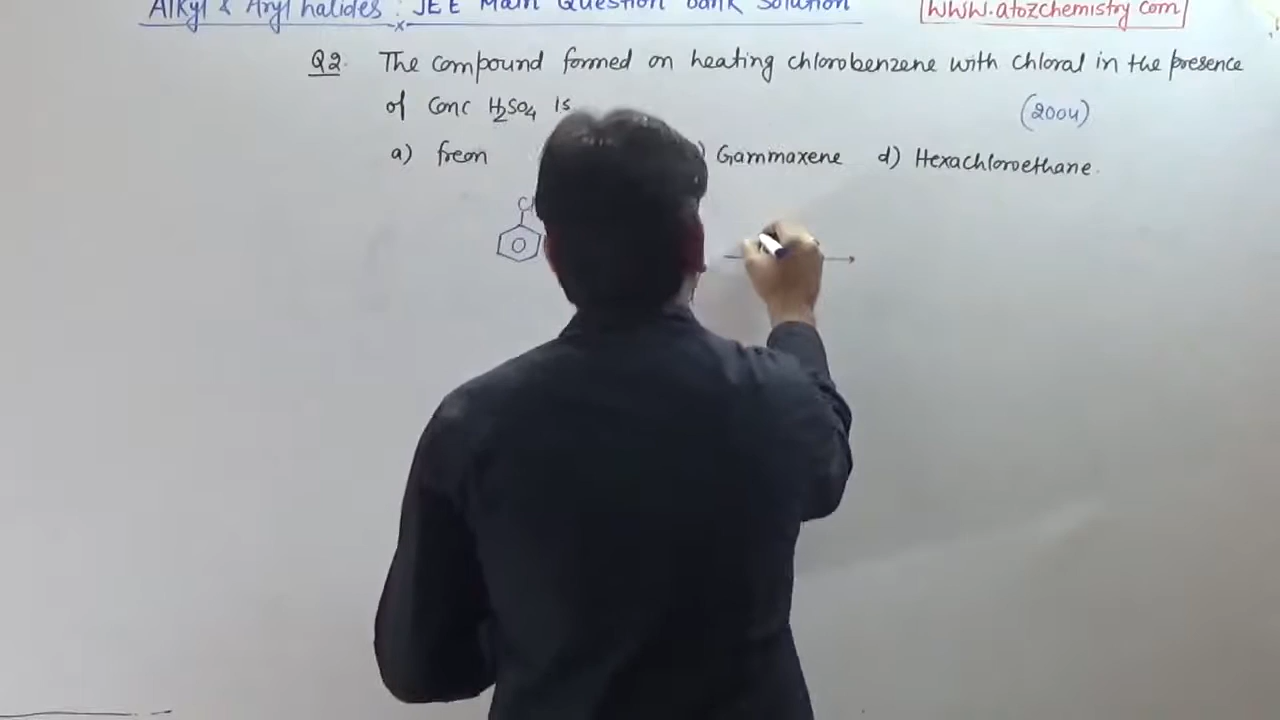 Alkyl & Aryl halides : JEE Main Question bank Solution
www.atozchemistry com
Q2. The compound formed on heating chlorobenzene with chloral in the presence
of Conc H2SO4 is
(2004)
a) freon ) Gammaxene d) Hexachloroethane.